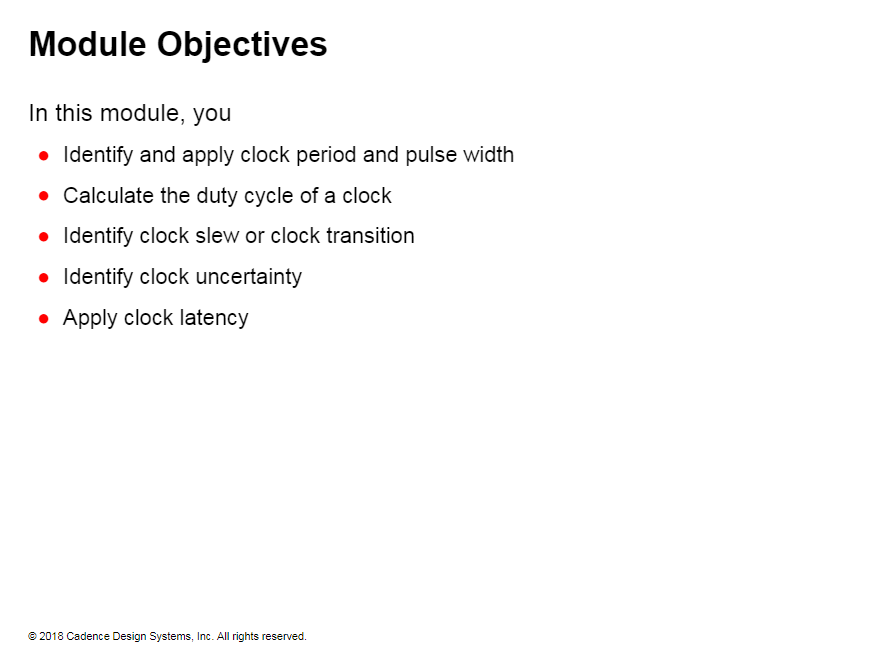 Module Objectives
In this module, you
● Identify and apply clock period and pulse width
● Calculate the duty cycle of a clock
● Identify clock slew or clock transition
● Identify clock uncertainty
● Apply clock latency
© 2018 Cadence Design Systems, Inc. All rights reserved.